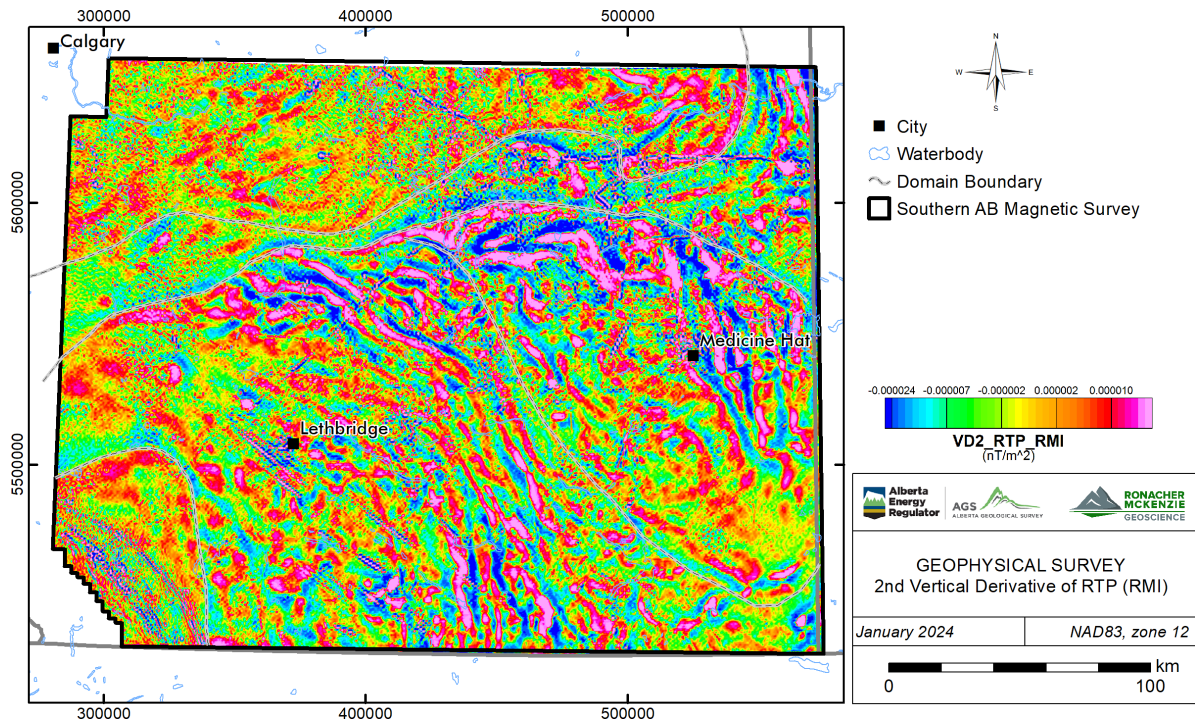 300000 400000 500000
Calgary
5600000
Medicine Hat
Lethbridge
5500000
300000 400000 500000
N
W E
S
City
Waterbody
Domain Boundary
Southern AB Magnetic Survey
-0.000024 -0.000007 -0.000002 0.000002 0.000010
VD2_RTP_RMI
(nT/m^2)
Alberta
Energy
Regulator
AGS
ALBERTA GEOLOGICAL SURVEY
RONACHER
MCKENZIE
GEOSCIENCE
GEOPHYSICAL SURVEY
2nd Vertical Derivative of RTP (RMI)
January 2024 NAD83, zone 12
km
0 100